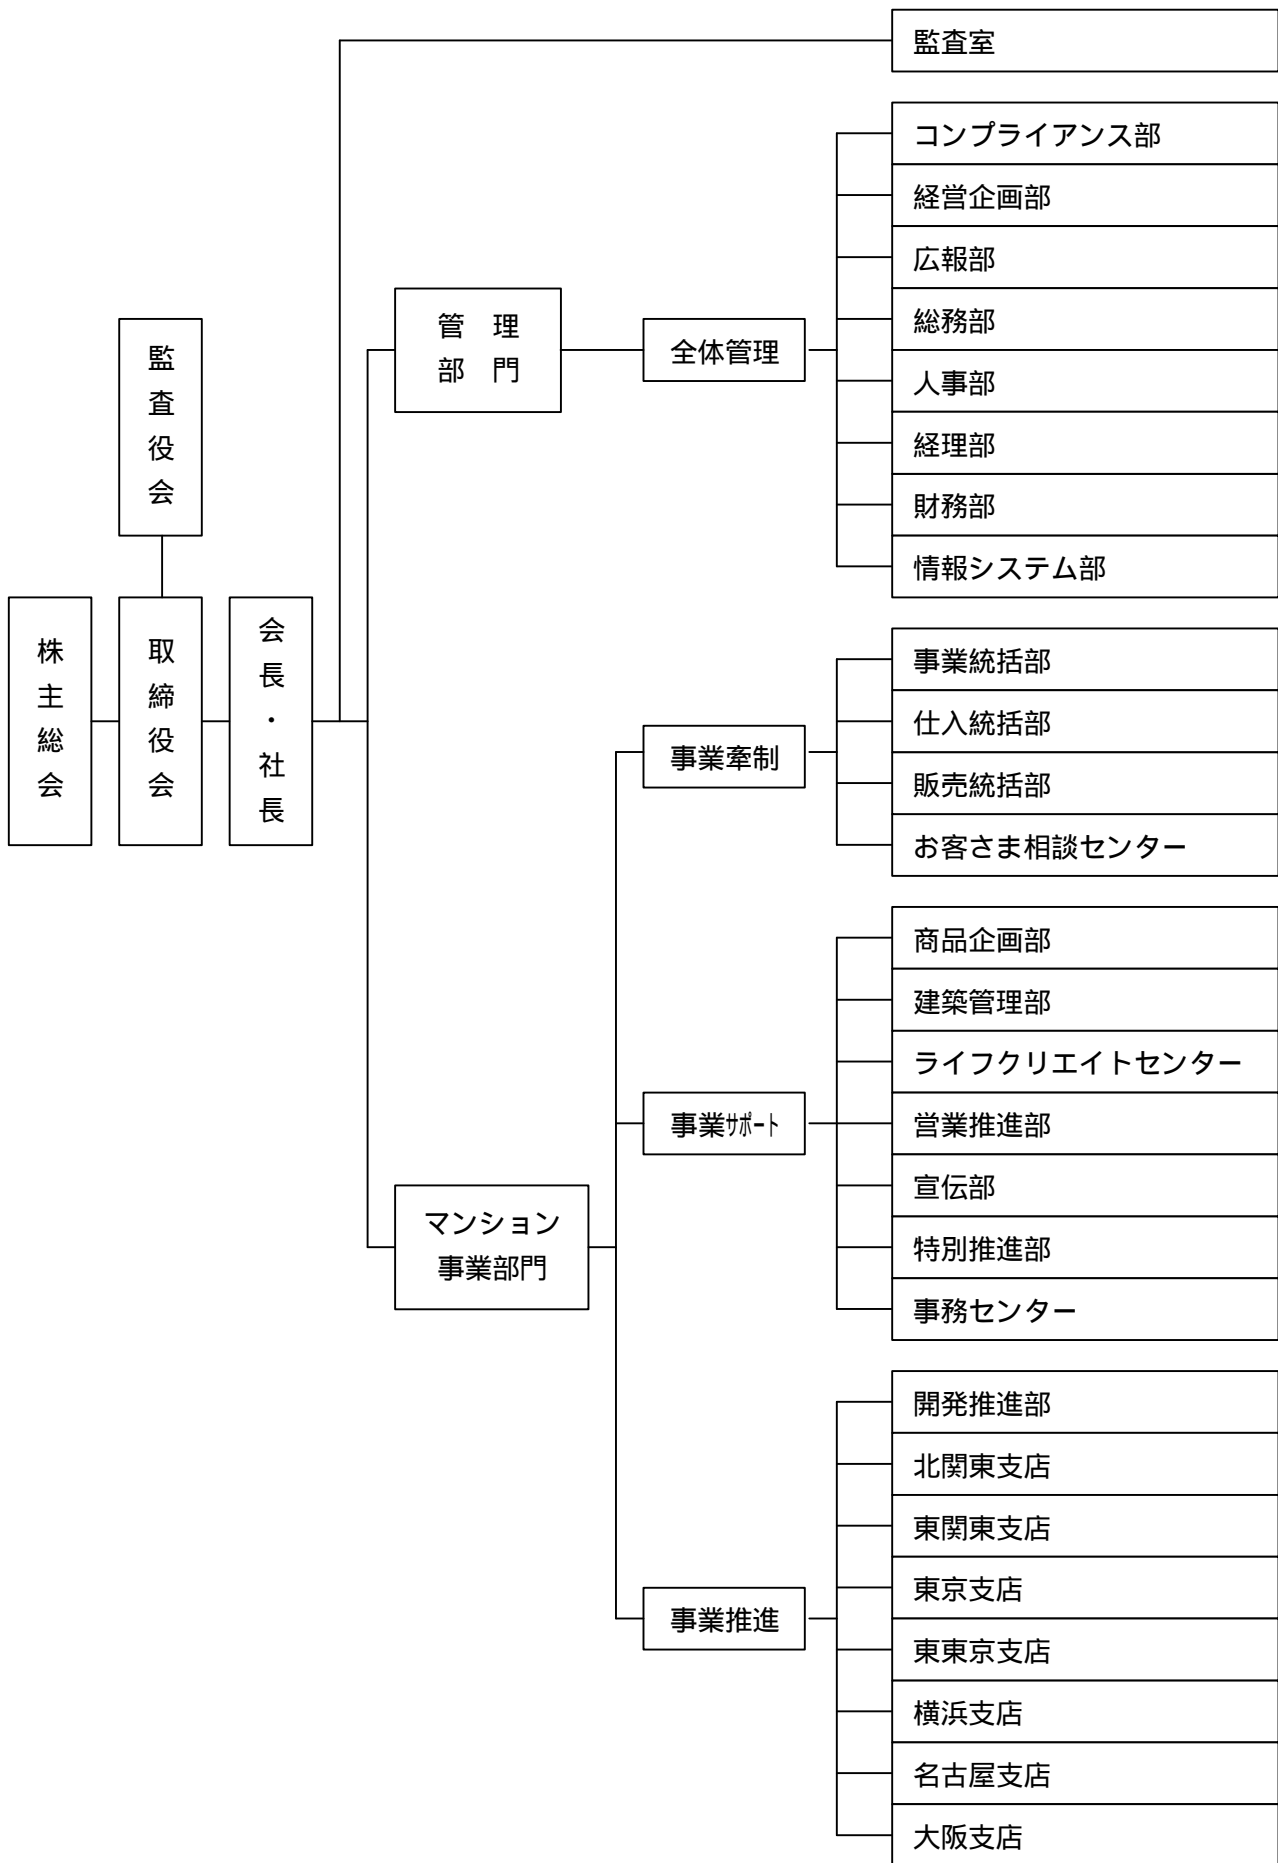 監査室
コンプライアンス部
経営企画部
広報部
総務部
人事部
経理部
財務部
情報システム部
管 理
部 門
全体管理
監査役会
株主総会
取締役会
会長・社長
事業統括部
仕入統括部
販売統括部
お客さま相談センター
事業牽制
商品企画部
建築管理部
ライフクリエイトセンター
営業推進部
宣伝部
特別推進部
事務センター
事業ｻﾎﾟｰﾄ
マンション
事業部門
開発推進部
北関東支店
東関東支店
東京支店
東東京支店
横浜支店
名古屋支店
大阪支店
事業推進